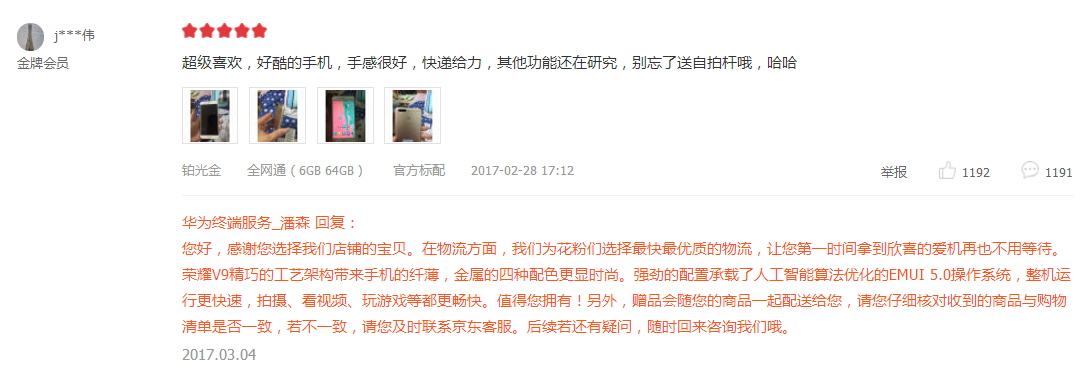 j***伟
金牌会员
超级喜欢，好酷的手机，手感很好，快递给力，其他功能还在研究，别忘了送自拍杆哦，哈哈
铂光金 全网通（6GB 64GB） 官方标配 2017-02-28 17:12 举报 1192 1191
华为终端服务_潘森 回复：
您好，感谢您选择我们店铺的宝贝。在物流方面，我们为花粉们选择最快最优质的物流，让您第一时间拿到欣喜的爱机再也不用等待。
荣耀V9精巧的工艺架构带来手机的纤薄，金属的四种配色更显时尚。强劲的配置承载了人工智能算法优化的EMUI 5.0操作系统，整机运
行更快速，拍摄、看视频、玩游戏等都更畅快。值得您拥有！另外，赠品会随您的商品一起配送给您，请您仔细核对收到的商品与购物
清单是否一致，若不一致，请您及时联系京东客服。后续若还有疑问，随时回来咨询我们哦。
2017.03.04